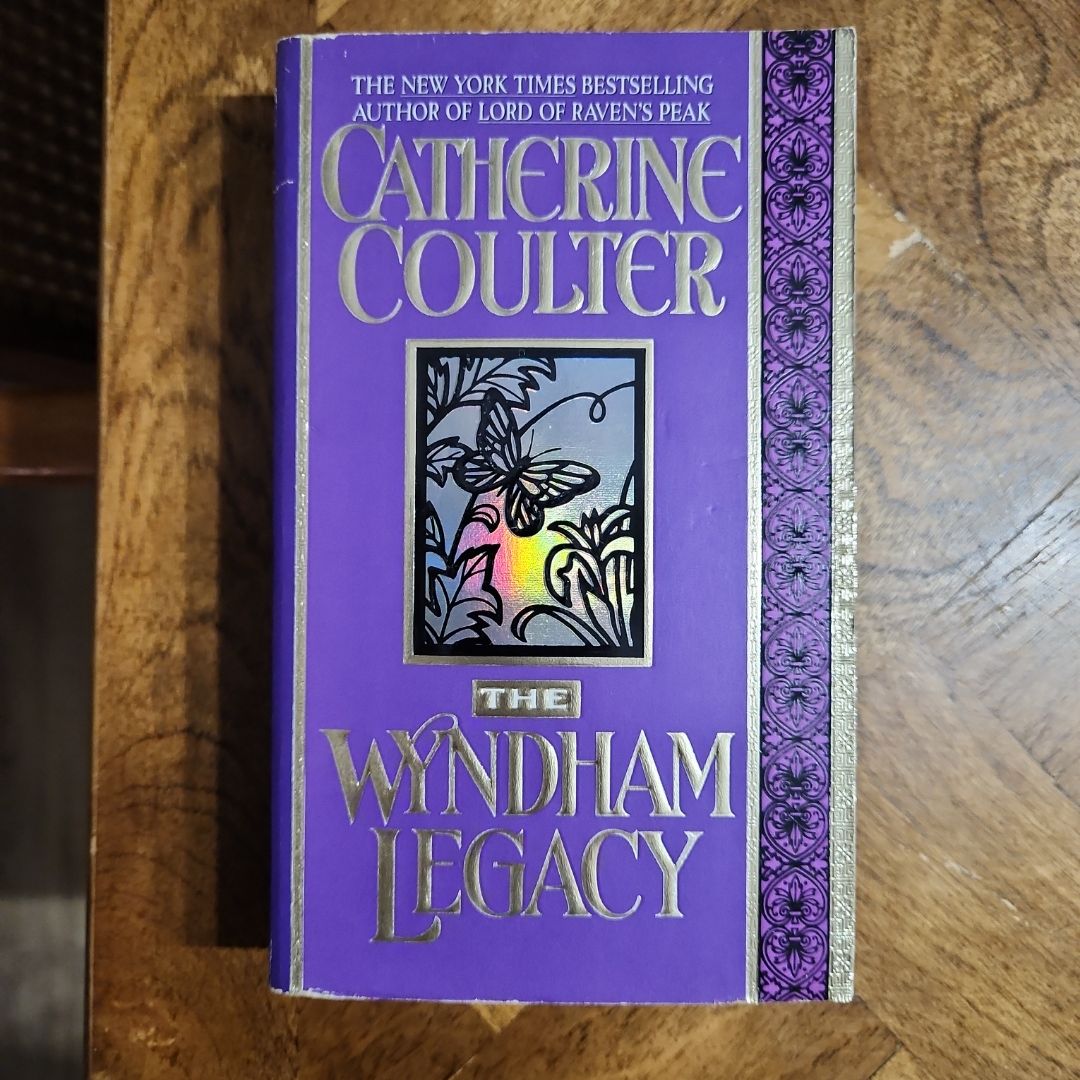 THE NEW YORK TIMES BESTSELLING
AUTHOR OF LORD OF RAVEN'S PEAK
CATHERINE
COULTER
THE
WYNDHAM
LEGACY